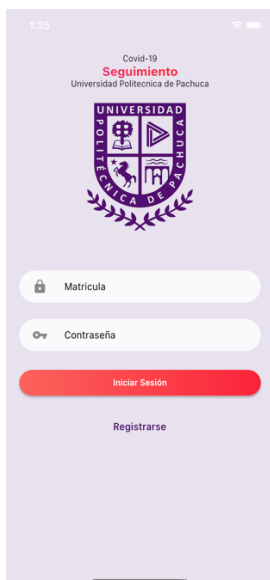 1:35
Covid-19
Seguimiento
Universidad Politecnica de Pachuca
UNIVERSIDAD
POLITÉCNICA DE PACHUCA
Matricula
Contraseña
Iniciar Sesión
Registrarse